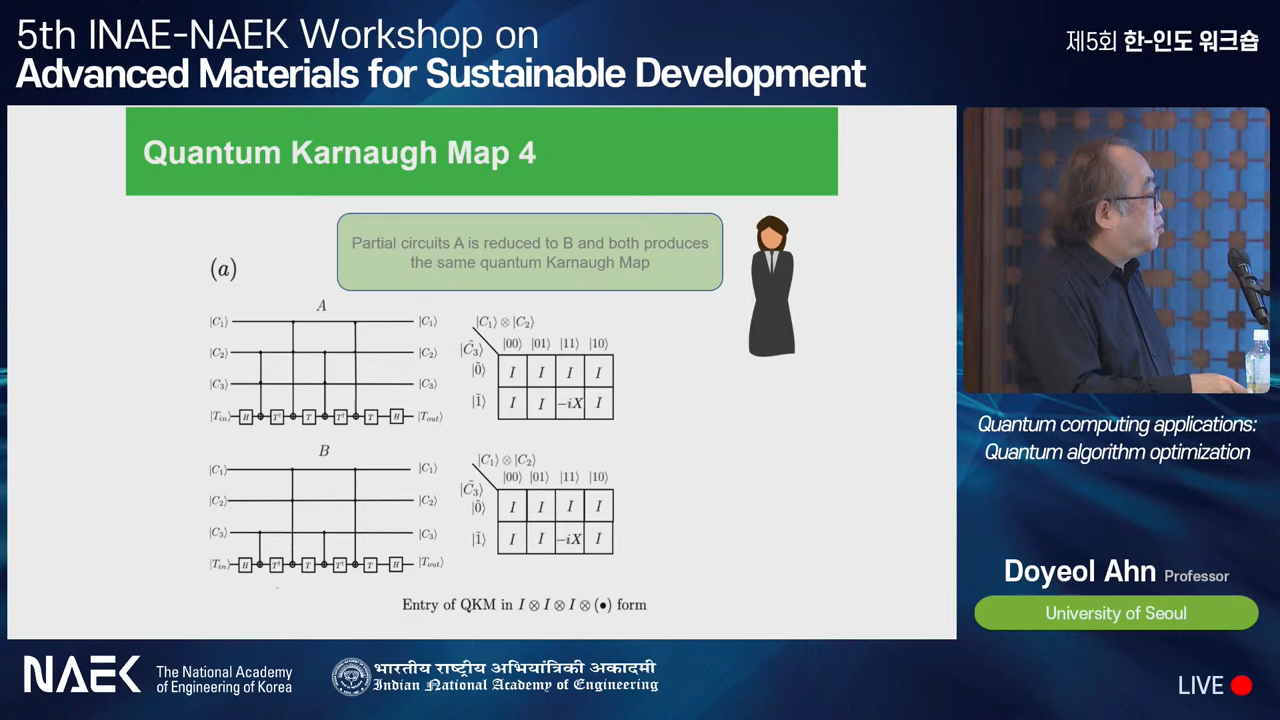 5th INAE-NAEK Workshop on
Advanced Materials for Sustainable Development
제5회 한-인도 워크숍
Quantum Karnaugh Map 4
Partial circuits A is reduced to B and both produces
the same quantum Karnaugh Map
(a)
A
|C₁⟩ |C₁⟩
|C₂⟩ |C₂⟩
|C₃⟩ |C₃⟩
|Tᵢₙ⟩ H T† T T† T H |Tₒᵤₜ⟩
|C₁⟩ ⊗ |C₂⟩
|C̃₃⟩ |00⟩ |01⟩ |11⟩ |10⟩
|0̃⟩ I I I I
|1̃⟩ I I −iX I
B
|C₁⟩ |C₁⟩
|C₂⟩ |C₂⟩
|C₃⟩ |C₃⟩
|Tᵢₙ⟩ H T† T T† T H |Tₒᵤₜ⟩
|C₁⟩ ⊗ |C₂⟩
|C̃₃⟩ |00⟩ |01⟩ |11⟩ |10⟩
|0̃⟩ I I I I
|1̃⟩ I I −iX I
Entry of QKM in I ⊗ I ⊗ I ⊗ (•) form
Quantum computing applications:
Quantum algorithm optimization
Doyeol Ahn Professor
University of Seoul
NAEK The National Academy
of Engineering of Korea
भारतीय राष्ट्रीय अभियांत्रिकी अकादमी
Indian National Academy of Engineering
LIVE